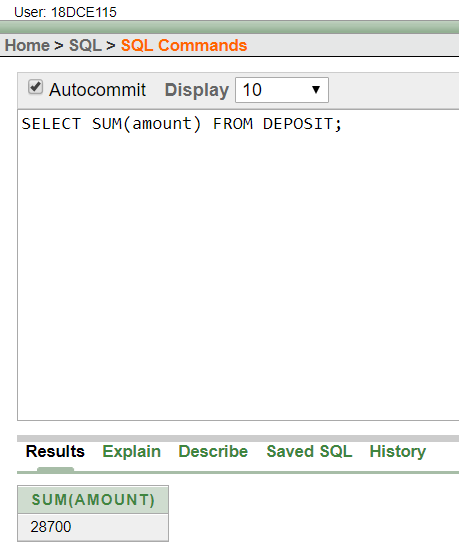 User: 18DCE115
Home > SQL > SQL Commands
Autocommit Display 10
SELECT SUM(amount) FROM DEPOSIT;
Results Explain Describe Saved SQL History
SUM(AMOUNT)
28700